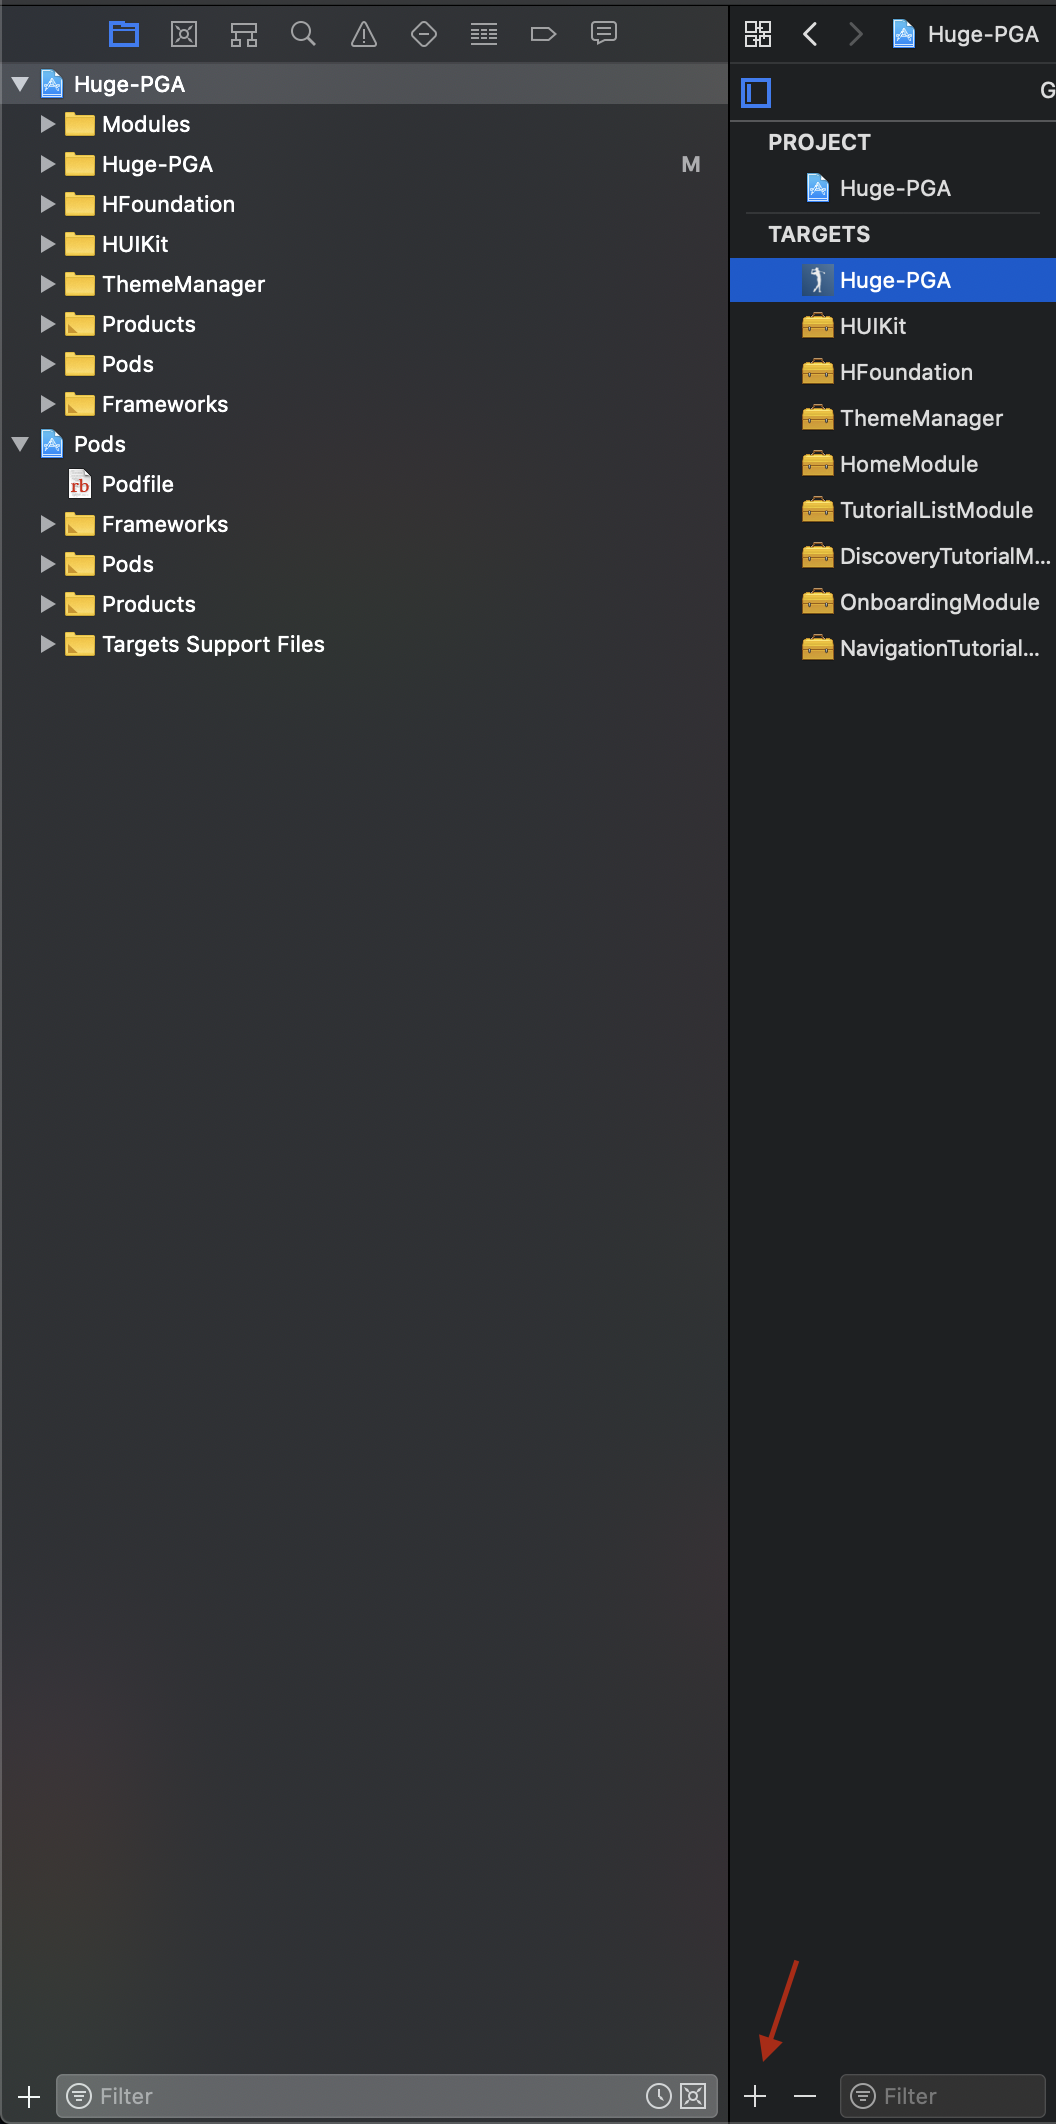 Huge-PGA
Modules
Huge-PGA M
HFoundation
HUIKit
ThemeManager
Products
Pods
Frameworks
Pods
rb Podfile
Frameworks
Pods
Products
Targets Support Files
Filter
Huge-PGA
G
PROJECT
Huge-PGA
TARGETS
Huge-PGA
HUIKit
HFoundation
ThemeManager
HomeModule
TutorialListModule
DiscoveryTutorialM...
OnboardingModule
NavigationTutorial...
Filter